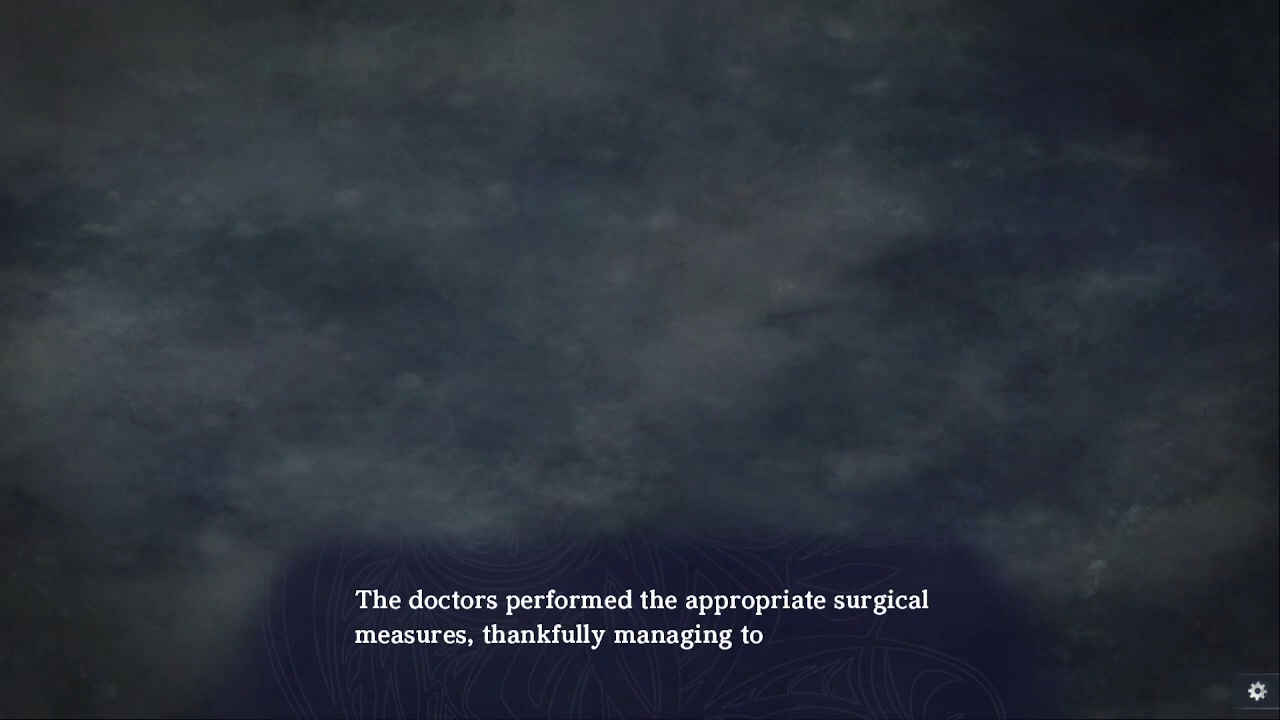 The doctors performed the appropriate surgical
measures, thankfully managing to